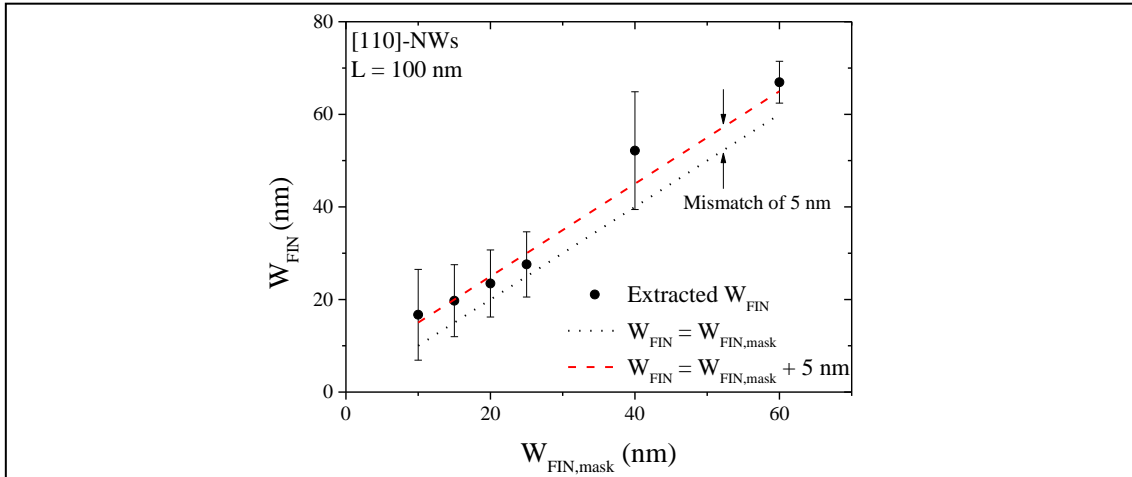 [110]-NWs
L = 100 nm
80
60
40
20
0
W_FIN (nm)
Mismatch of 5 nm
Extracted W_FIN
W_FIN = W_FIN,mask
W_FIN = W_FIN,mask + 5 nm
0 20 40 60
W_FIN,mask (nm)